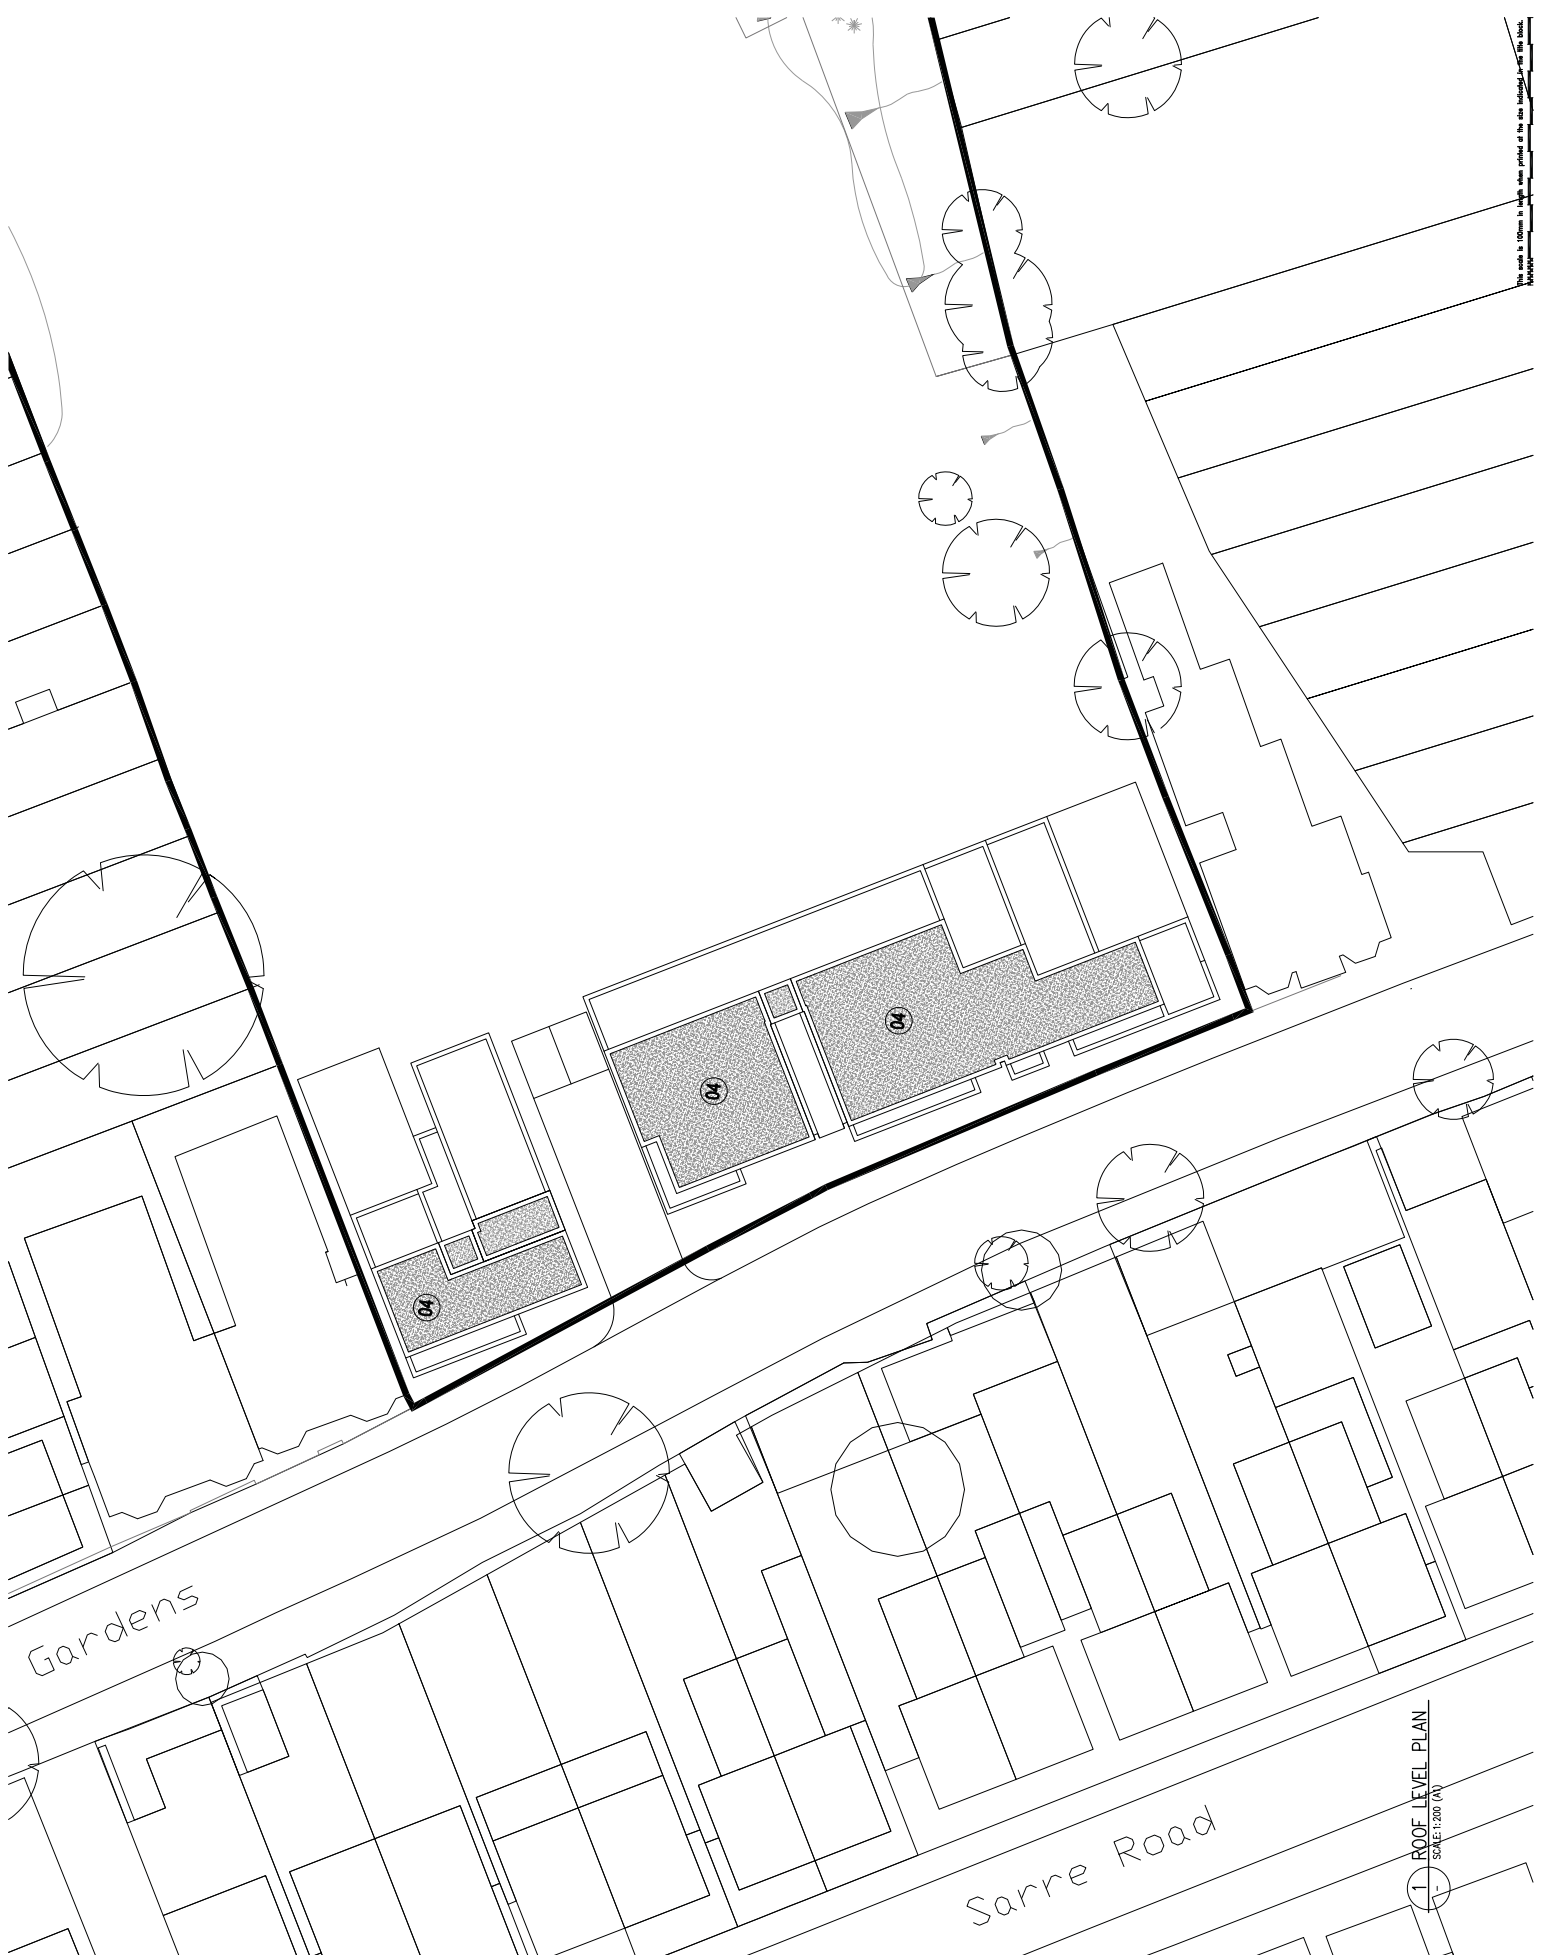 This scale is 100mm in length when printed at the size indicated in the title block.
04
04
04
Gardens
Sarre Road
1
-
ROOF LEVEL PLAN
SCALE: 1:200 (A1)